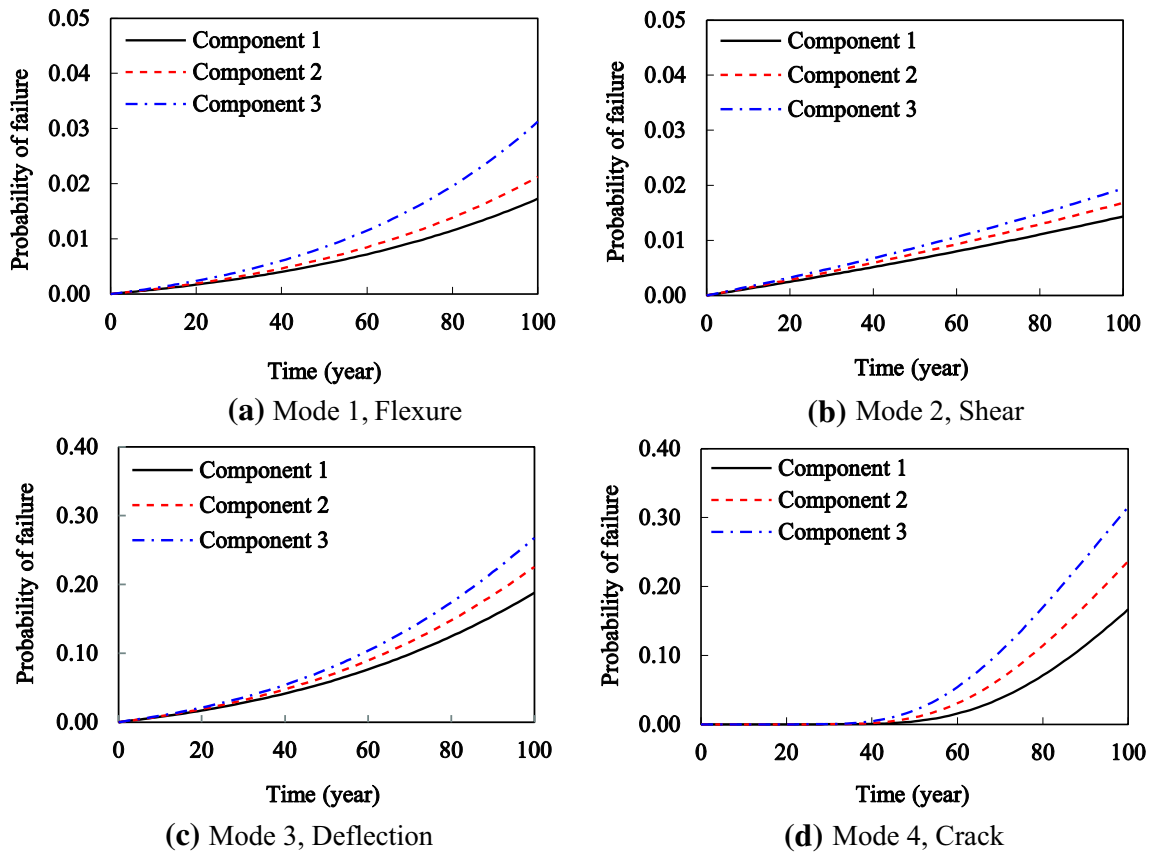 0.05
0.04
0.03
0.02
0.01
0.00
Probability of failure
Component 1
Component 2
Component 3
0 20 40 60 80 100
Time (year)
(a) Mode 1, Flexure
0.05
0.04
0.03
0.02
0.01
0.00
Probability of failure
Component 1
Component 2
Component 3
0 20 40 60 80 100
Time (year)
(b) Mode 2, Shear
0.40
0.30
0.20
0.10
0.00
Probability of failure
Component 1
Component 2
Component 3
0 20 40 60 80 100
Time (year)
(c) Mode 3, Deflection
0.40
0.30
0.20
0.10
0.00
Probability of failure
Component 1
Component 2
Component 3
0 20 40 60 80 100
Time (year)
(d) Mode 4, Crack